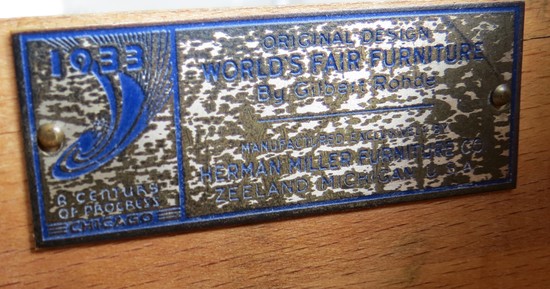 1933
A CENTURY
OF PROGRESS
CHICAGO
ORIGINAL DESIGN
WORLD'S FAIR FURNITURE
By Gilbert Rohde
MANUFACTURED EXCLUSIVELY BY
HERMAN MILLER FURNITURE CO.
ZEELAND, MICHIGAN, U.S.A.